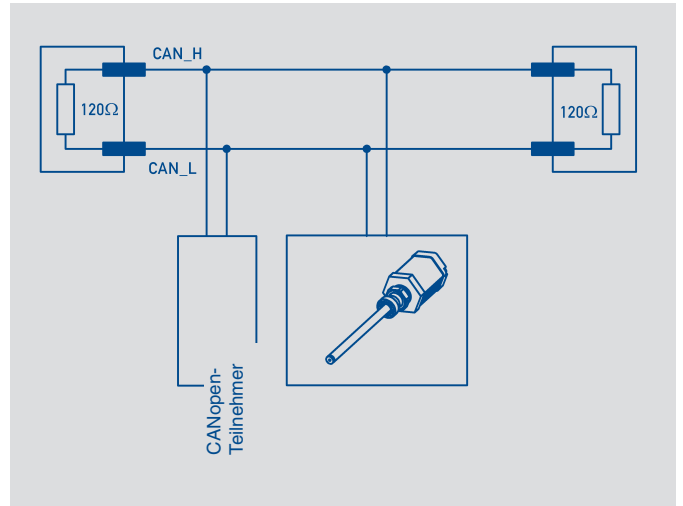 CAN_H
120Ω
120Ω
CAN_L
CANopen-
Teilnehmer